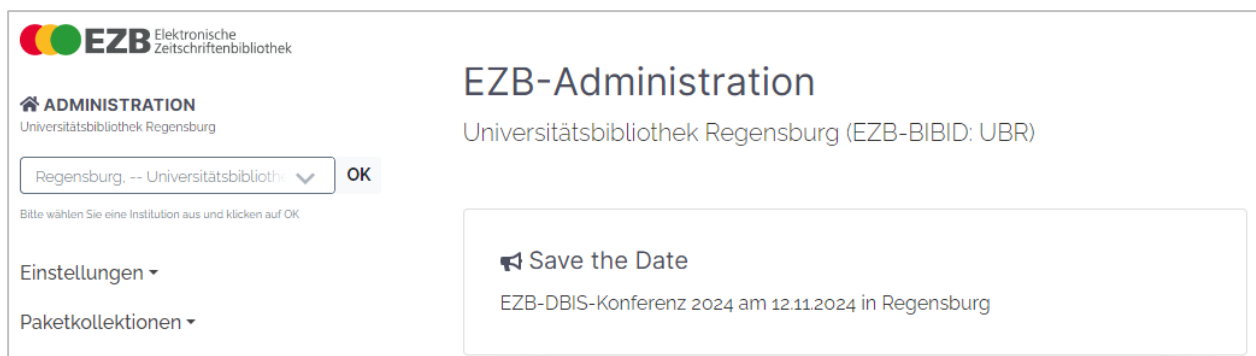 EZB Elektronische
Zeitschriftenbibliothek
ADMINISTRATION
Universitätsbibliothek Regensburg
Regensburg, -- Universitätsbiblioth
OK
Bitte wählen Sie eine Institution aus und klicken auf OK
Einstellungen
Paketkollektionen
EZB-Administration
Universitätsbibliothek Regensburg (EZB-BIBID: UBR)
Save the Date
EZB-DBIS-Konferenz 2024 am 12.11.2024 in Regensburg